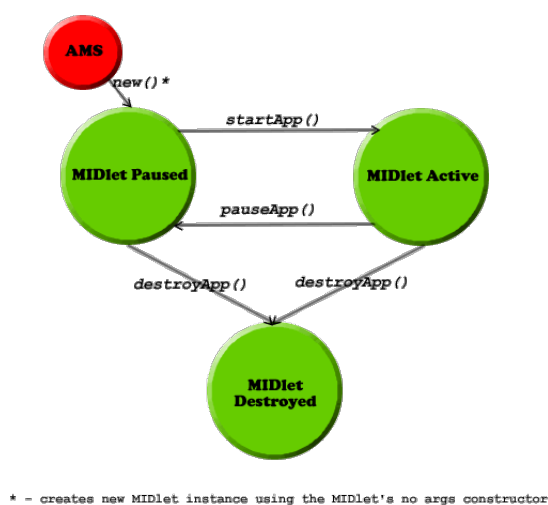 AMS
new()*
startApp()
MIDlet Paused
MIDlet Active
pauseApp()
destroyApp()
destroyApp()
MIDlet
Destroyed
* - creates new MIDlet instance using the MIDlet's no args constructor